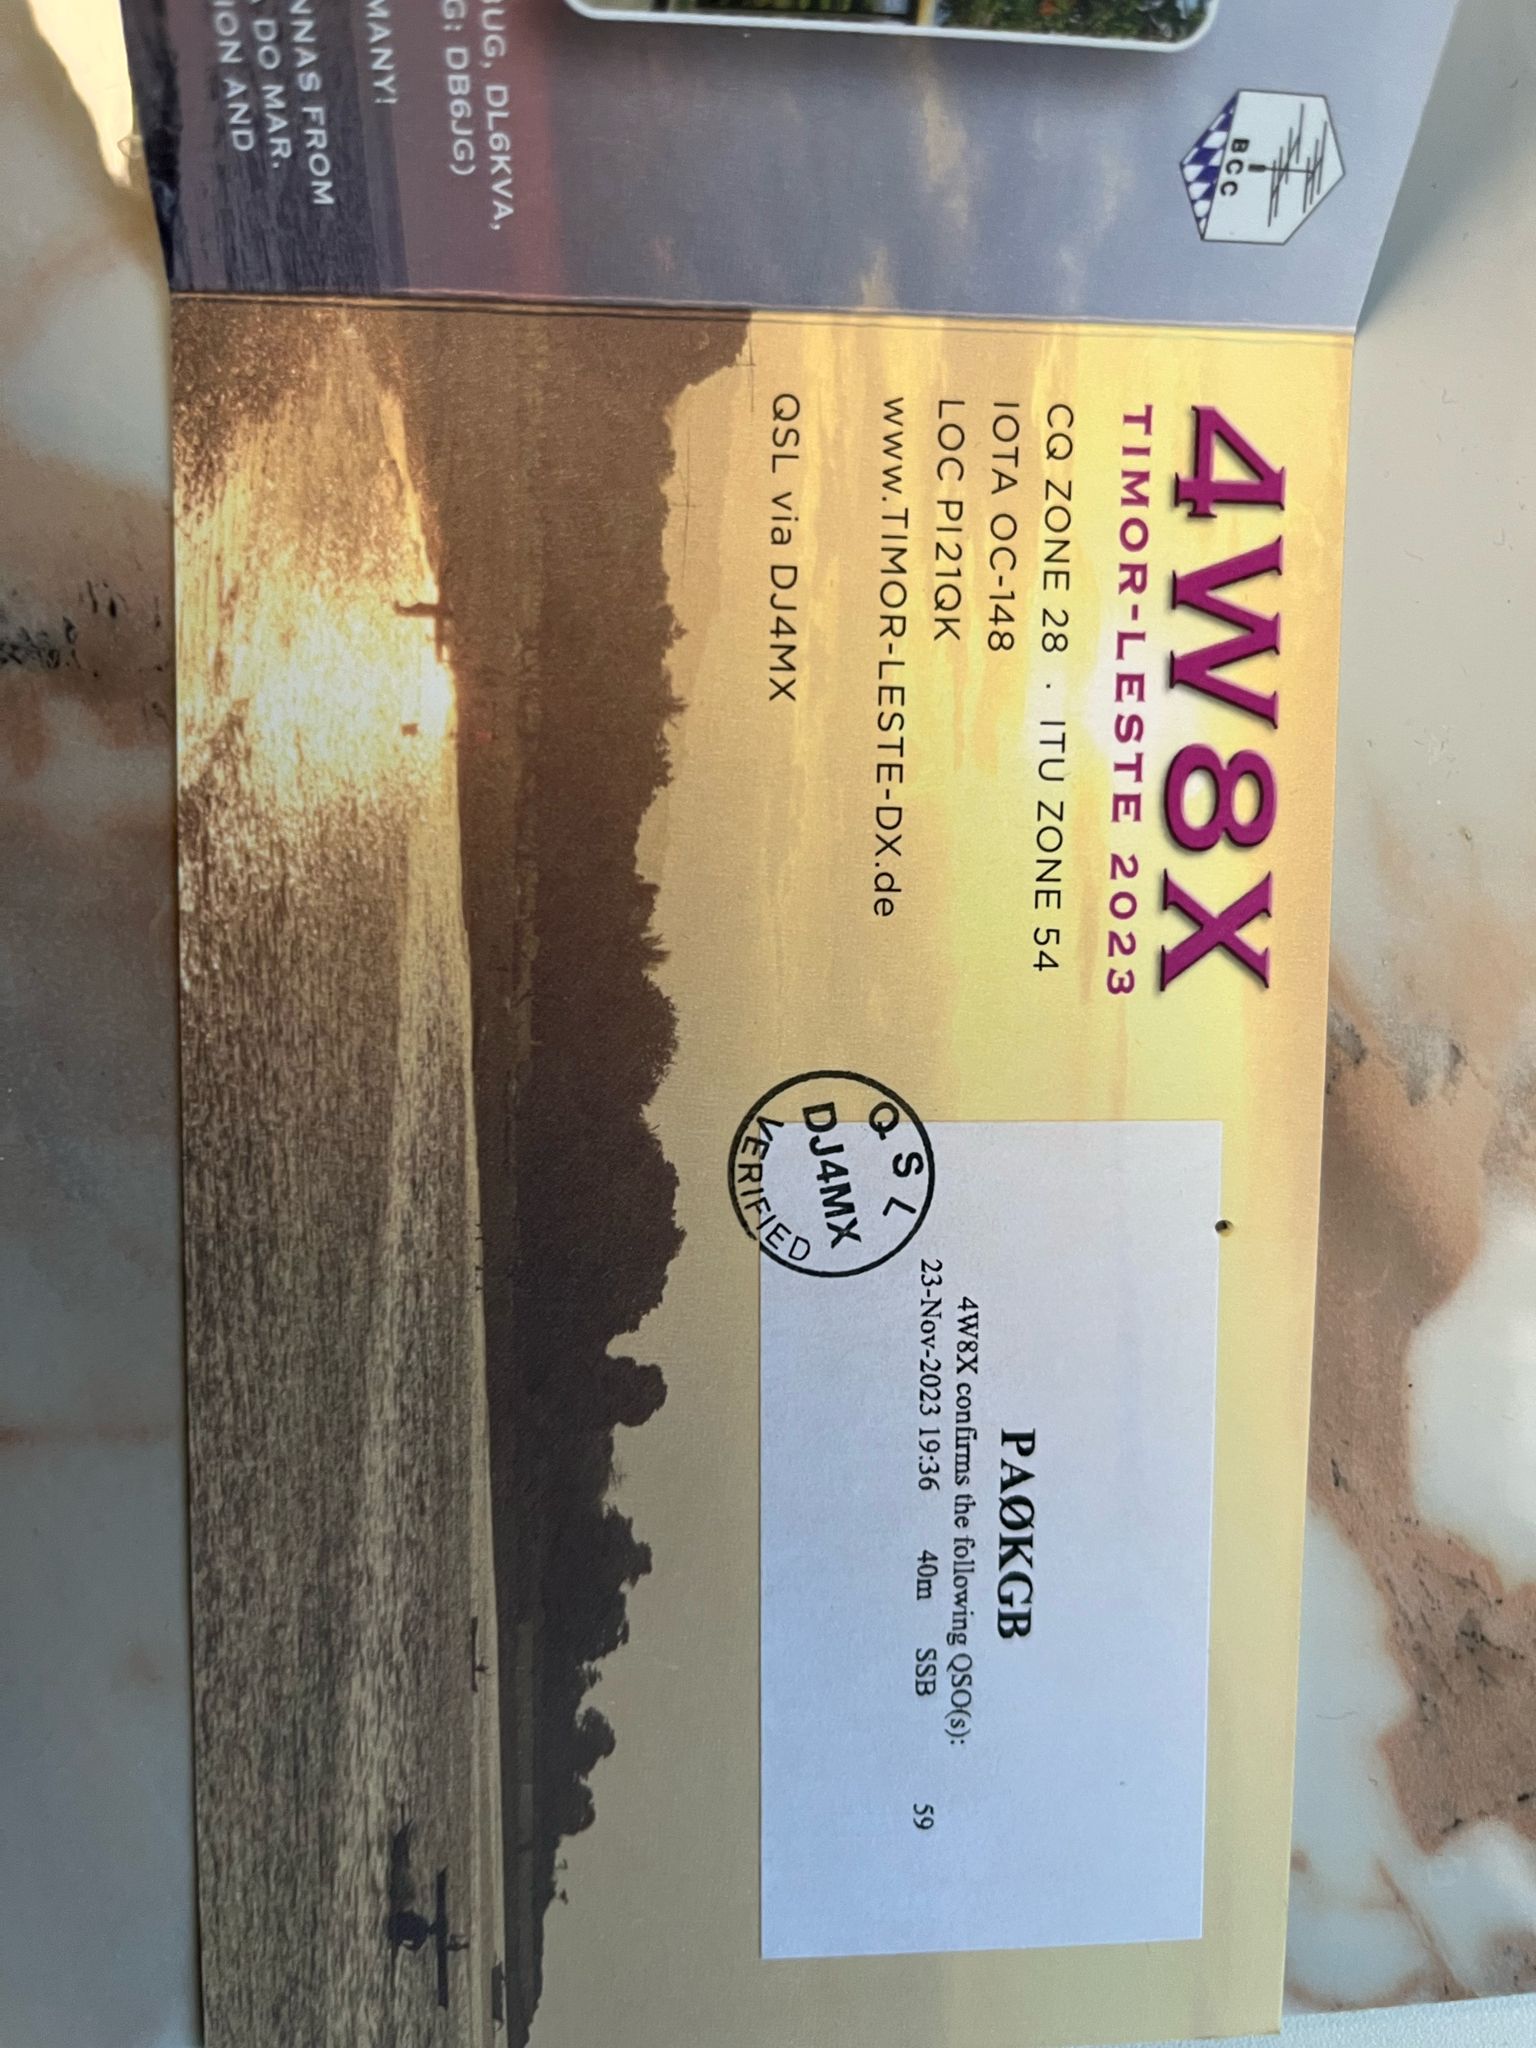 BCC
BUG, DL6KVA,
G: DB6JG)
MANY!
NNAS FROM
DO MAR.
ION AND
4W8X
TIMOR-LESTE 2023
CQ ZONE 28 · ITU ZONE 54
IOTA OC-148
LOC PI21QK
www.TIMOR-LESTE-DX.de
QSL via DJ4MX
PAØKGB
4W8X confirms the following QSO(s):
23-Nov-2023 19:36 40m SSB 59
QSL
DJ4MX
VERIFIED